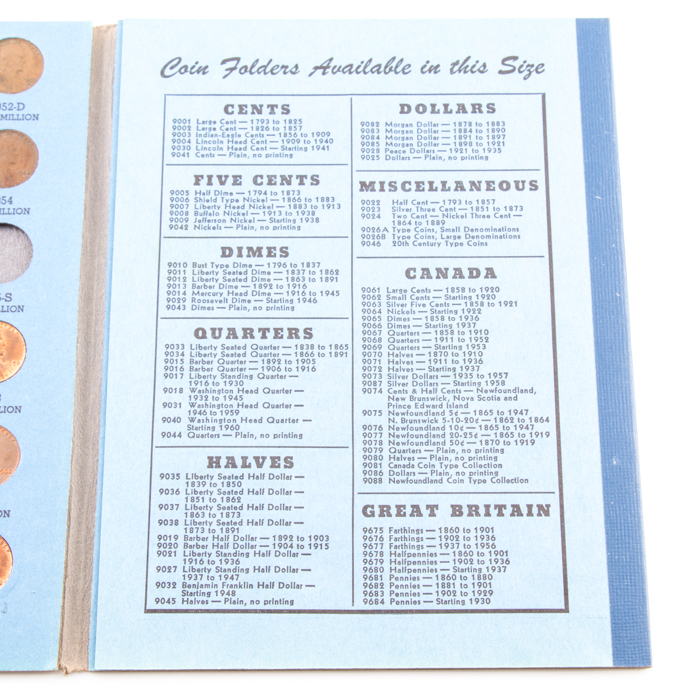 52-D
MILLION
54
LLION
-S
LLION
LION
ON
Coin Folders Available in this Size
CENTS
9001 Large Cent — 1793 to 1825
9002 Large Cent — 1826 to 1857
9003 Indian-Eagle Cents — 1856 to 1909
9004 Lincoln Head Cent — 1909 to 1940
9030 Lincoln Head Cent — Starting 1941
9041 Cents — Plain, no printing
FIVE CENTS
9005 Half Dime — 1794 to 1873
9006 Shield Type Nickel — 1866 to 1883
9007 Liberty Head Nickel — 1883 to 1913
9008 Buffalo Nickel — 1913 to 1938
9009 Jefferson Nickel — Starting 1938
9042 Nickels — Plain, no printing
DIMES
9010 Bust Type Dime — 1796 to 1837
9011 Liberty Seated Dime — 1837 to 1862
9012 Liberty Seated Dime — 1863 to 1891
9013 Barber Dime — 1892 to 1916
9014 Mercury Head Dime — 1916 to 1945
9029 Roosevelt Dime — Starting 1946
9043 Dimes — Plain, no printing
QUARTERS
9033 Liberty Seated Quarter — 1838 to 1865
9034 Liberty Seated Quarter — 1866 to 1891
9015 Barber Quarter — 1892 to 1905
9016 Barber Quarter — 1906 to 1916
9017 Liberty Standing Quarter —
1916 to 1930
9018 Washington Head Quarter —
1932 to 1945
9031 Washington Head Quarter —
1946 to 1959
9040 Washington Head Quarter —
Starting 1960
9044 Quarters — Plain, no printing
HALVES
9035 Liberty Seated Half Dollar —
1839 to 1850
9036 Liberty Seated Half Dollar —
1851 to 1862
9037 Liberty Seated Half Dollar —
1863 to 1873
9038 Liberty Seated Half Dollar —
1873 to 1891
9019 Barber Half Dollar — 1892 to 1903
9020 Barber Half Dollar — 1904 to 1915
9021 Liberty Standing Half Dollar —
1916 to 1936
9027 Liberty Standing Half Dollar —
1937 to 1947
9032 Benjamin Franklin Half Dollar —
Starting 1948
9045 Halves — Plain, no printing
DOLLARS
9082 Morgan Dollar — 1878 to 1883
9083 Morgan Dollar — 1884 to 1890
9084 Morgan Dollar — 1891 to 1897
9085 Morgan Dollar — 1898 to 1921
9028 Peace Dollars — 1921 to 1935
9025 Dollars — Plain, no printing
MISCELLANEOUS
9022 Half Cent — 1793 to 1857
9023 Silver Three Cent — 1851 to 1873
9024 Two Cent — Nickel Three Cent —
1864 to 1889
9026A Type Coins, Small Denominations
9026B Type Coins, Large Denominations
9046 20th Century Type Coins
CANADA
9061 Large Cents — 1858 to 1920
9062 Small Cents — Starting 1920
9063 Silver Five Cents — 1858 to 1921
9064 Nickels — Starting 1922
9065 Dimes — 1858 to 1936
9066 Dimes — Starting 1937
9067 Quarters — 1858 to 1910
9068 Quarters — 1911 to 1952
9069 Quarters — Starting 1953
9070 Halves — 1870 to 1910
9071 Halves — 1911 to 1936
9072 Halves — Starting 1937
9073 Silver Dollars — 1935 to 1957
9087 Silver Dollars — Starting 1958
9074 Cents & Half Cents — Newfoundland,
New Brunswick, Nova Scotia and
Prince Edward Island
9075 Newfoundland 5¢ — 1865 to 1947
N. Brunswick 5-10-20¢ — 1862 to 1864
9076 Newfoundland 10¢ — 1865 to 1947
9077 Newfoundland 20-25¢ — 1865 to 1919
9078 Newfoundland 50¢ — 1870 to 1919
9079 Quarters — Plain, no printing
9080 Halves — Plain, no printing
9081 Canada Coin Type Collection
9086 Dollars — Plain, no printing
9088 Newfoundland Coin Type Collection
GREAT BRITAIN
9675 Farthings — 1860 to 1901
9676 Farthings — 1902 to 1936
9677 Farthings — 1937 to 1956
9678 Halfpennies — 1860 to 1901
9679 Halfpennies — 1902 to 1936
9680 Halfpennies — Starting 1937
9681 Pennies — 1860 to 1880
9682 Pennies — 1881 to 1901
9683 Pennies — 1902 to 1929
9684 Pennies — Starting 1930